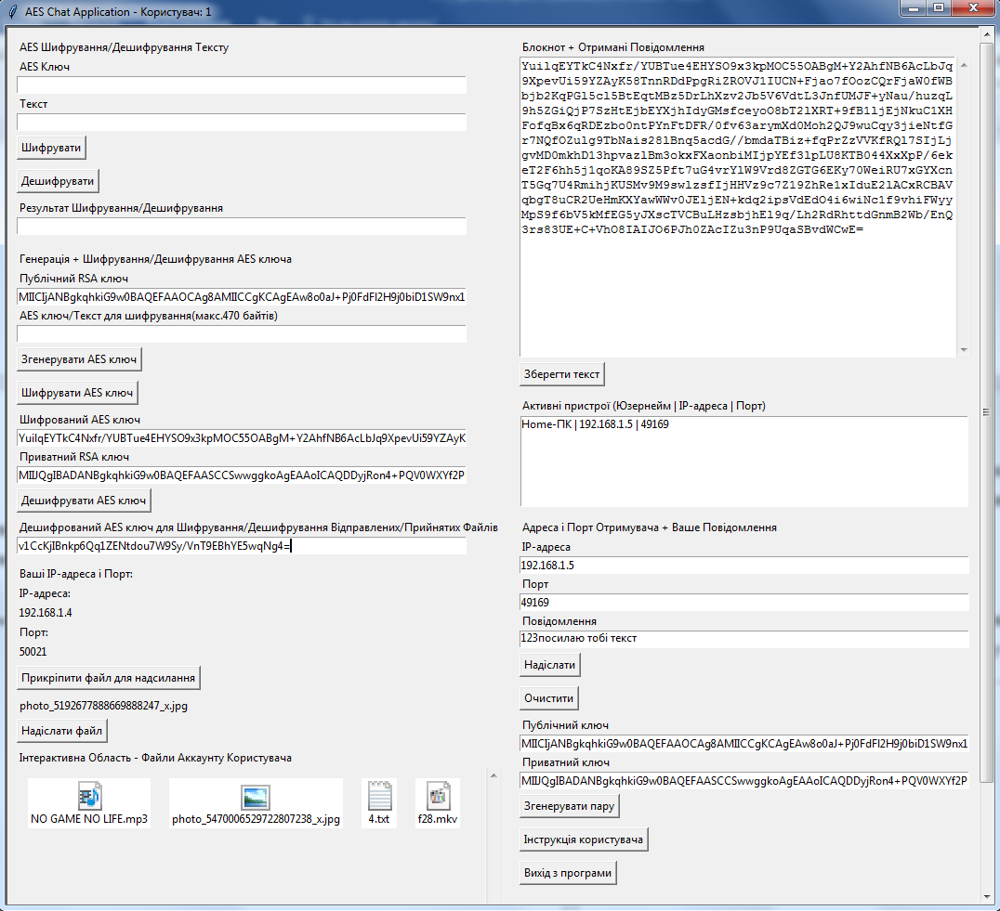 AES Chat Application - Користувач: 1
AES Шифрування/Дешифрування Тексту
AES Ключ
Текст
Шифрувати
Дешифрувати
Результат Шифрування/Дешифрування
Генерація + Шифрування/Дешифрування AES ключа
Публічний RSA ключ
MIICIjANBgkqhkiG9w0BAQEFAAOCAg8AMIICCgKCAgEAw8o0aJ+Pj0FdFl2H9j0biD1SW9nx1
AES ключ/Текст для шифрування(макс.470 байтів)
Згенерувати AES ключ
Шифрувати AES ключ
Шифрований AES ключ
YuilqEYTkC4Nxfr/YUBTue4EHYSO9x3kpMOC55OABgM+Y2AhfNB6AcLbJq9XpevUi59YZAyK
Приватний RSA ключ
MIIJQgIBADANBgkqhkiG9w0BAQEFAASCCSwwggkoAgEAAoICAQDDyjRon4+PQV0WXYf2P
Дешифрувати AES ключ
Дешифрований AES ключ для Шифрування/Дешифрування Відправлених/Прийнятих Файлів
v1CcKjIBnkp6Qq1ZENtdou7W9Sy/VnT9EBhYE5wqNg4=
Ваші IP-адреса і Порт:
IP-адреса:
192.168.1.4
Порт:
50021
Прикріпити файл для надсилання
photo_5192677888669888247_x.jpg
Надіслати файл
Інтерактивна Область - Файли Аккаунту Користувача
NO GAME NO LIFE.mp3
photo_5470006529722807238_x.jpg
4.txt
f28.mkv
Блокнот + Отримані Повідомлення
YuilqEYTkC4Nxfr/YUBTue4EHYSO9x3kpMOC55OABgM+Y2AhfNB6AcLbJq
9XpevUi59YZAyK58TnnRDdPpgRiZROVJ1IUCN+Fjao7fOozCQrFjaW0fWB
bjb2KqPGl5cl5BtEqtMBz5DrLhXzv2Jb5V6VdtL3JnfUMJF+yNau/huzqL
9h5ZGiQjP7SzHtEjbEYXjhIdyGMsfceyoO8bT2lXRT+9fB1ljEjNkuC1XH
FofqBx6qRDEzbo0ntPYnFtDFR/0fv63arymXd0Moh2QJ9wuCqy3jieNtfG
r7NQfOZulg9TbNais28lBnq5acdG//bmdaTBiz+fqPrZzVVKfRQl7SIjLj
gvMD0mkhD13hpvazlBm3okxFXaonbiMIjpYEf3lpLU8KTB044XxXpP/6ek
eT2F6hh5j1qoKA89SZ5Pft7uG4vrYlW9Vrd8ZGTG6EKy70WeiRU7xGYXcn
T5Gq7U4RmihjKUSMv9M9swlzsfIjHHVz9c7Z19ZhRe1xIduE2lACxRCBAV
qbgT8uCR2UeHmKXYawWWv0JEljEN+kdq2ipsVdEdO4i6wiNc1f9vhiFWyy
MpS9f6bV5kMfEG5yJXscTVCBuLHzsbjhEl9q/Lh2RdRhttdGnmB2Wb/EnQ
3rs83UE+C+VhO8IAIJO6PJh0ZAcIZu3nP9UqaSBvdWCwE=
Зберегти текст
Активні пристрої (Юзернейм | IP-адреса | Порт)
Home-ПК | 192.168.1.5 | 49169
Адреса і Порт Отримувача + Ваше Повідомлення
IP-адреса
192.168.1.5
Порт
49169
Повідомлення
123посилаю тобі текст
Надіслати
Очистити
Публічний ключ
MIICIjANBgkqhkiG9w0BAQEFAAOCAg8AMIICCgKCAgEAw8o0aJ+Pj0FdFl2H9j0biD1SW9nx1
Приватний ключ
MIIJQgIBADANBgkqhkiG9w0BAQEFAASCCSwwggkoAgEAAoICAQDDyjRon4+PQV0WXYf2P
Згенерувати пару
Інструкція користувача
Вихід з програми